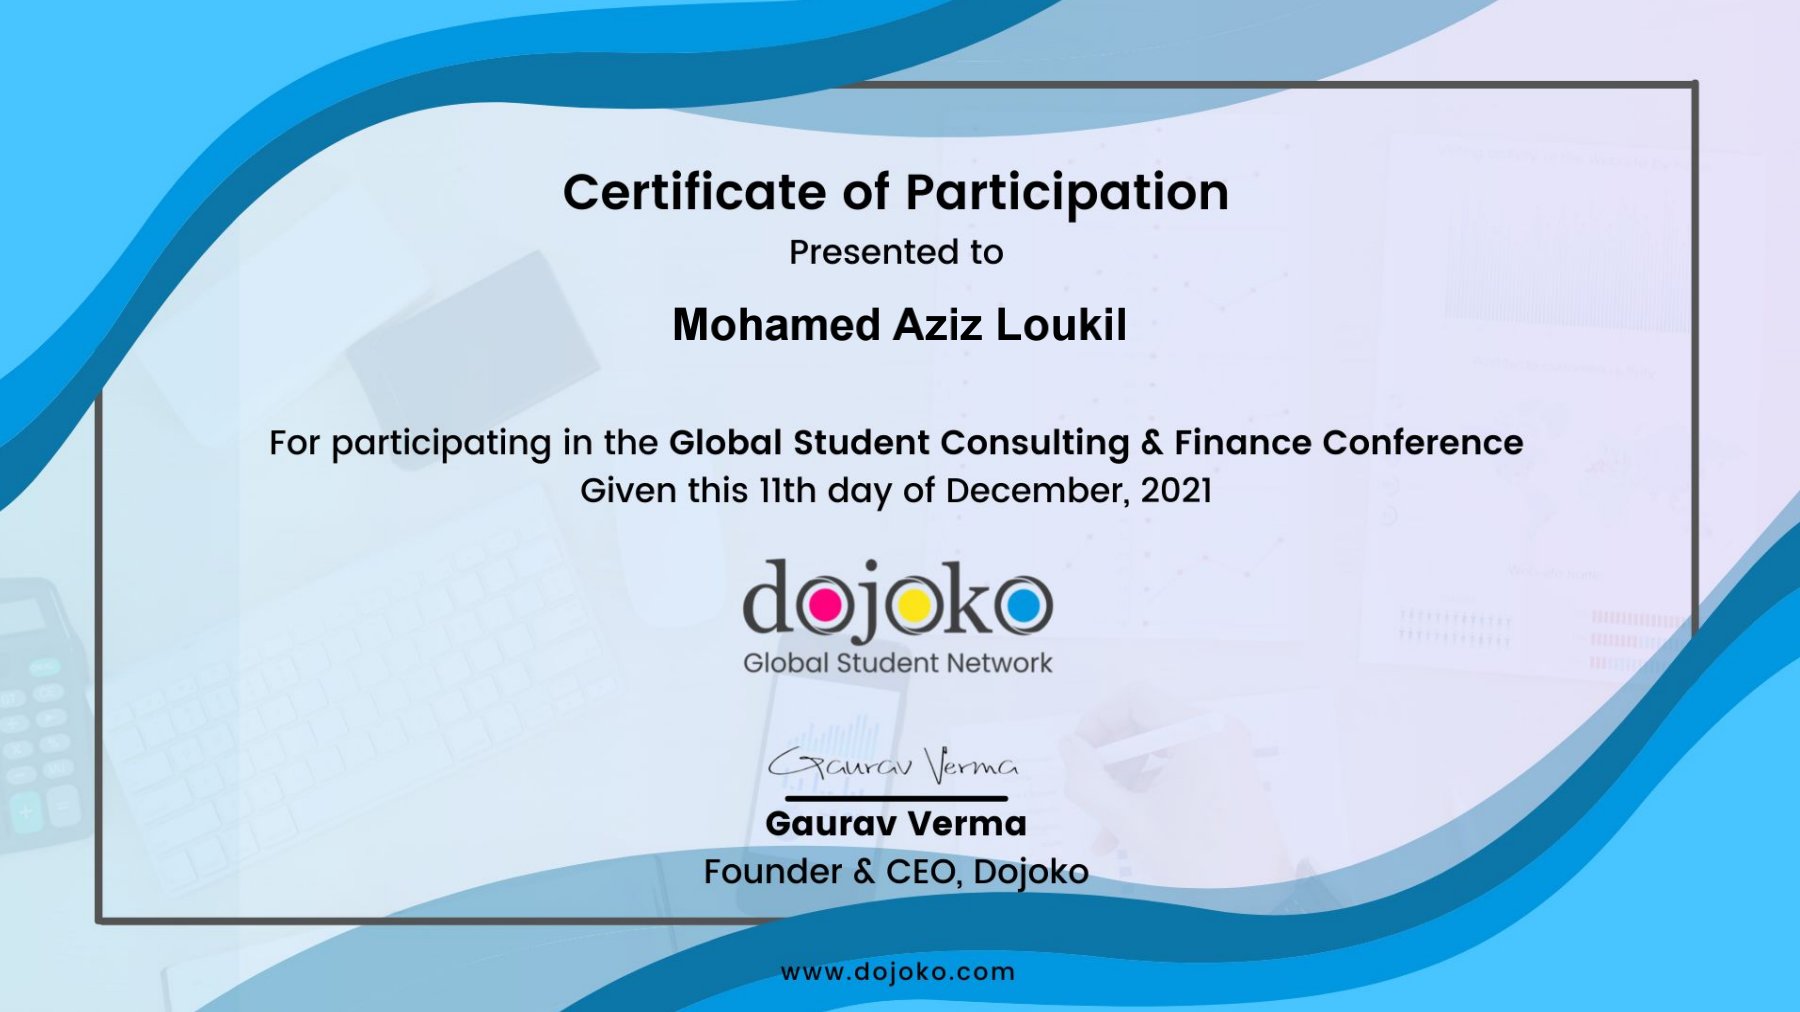 Certificate of Participation
Presented to
Mohamed Aziz Loukil
For participating in the Global Student Consulting & Finance Conference
Given this 11th day of December, 2021
dojoko
Global Student Network
Gaurav Verma
Gaurav Verma
Founder & CEO, Dojoko
www.dojoko.com